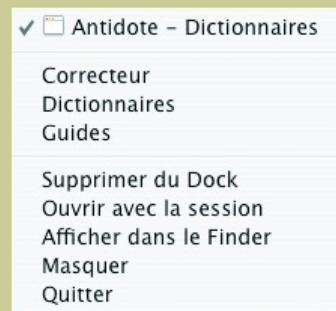 Antidote – Dictionnaires
Correcteur
Dictionnaires
Guides
Supprimer du Dock
Ouvrir avec la session
Afficher dans le Finder
Masquer
Quitter